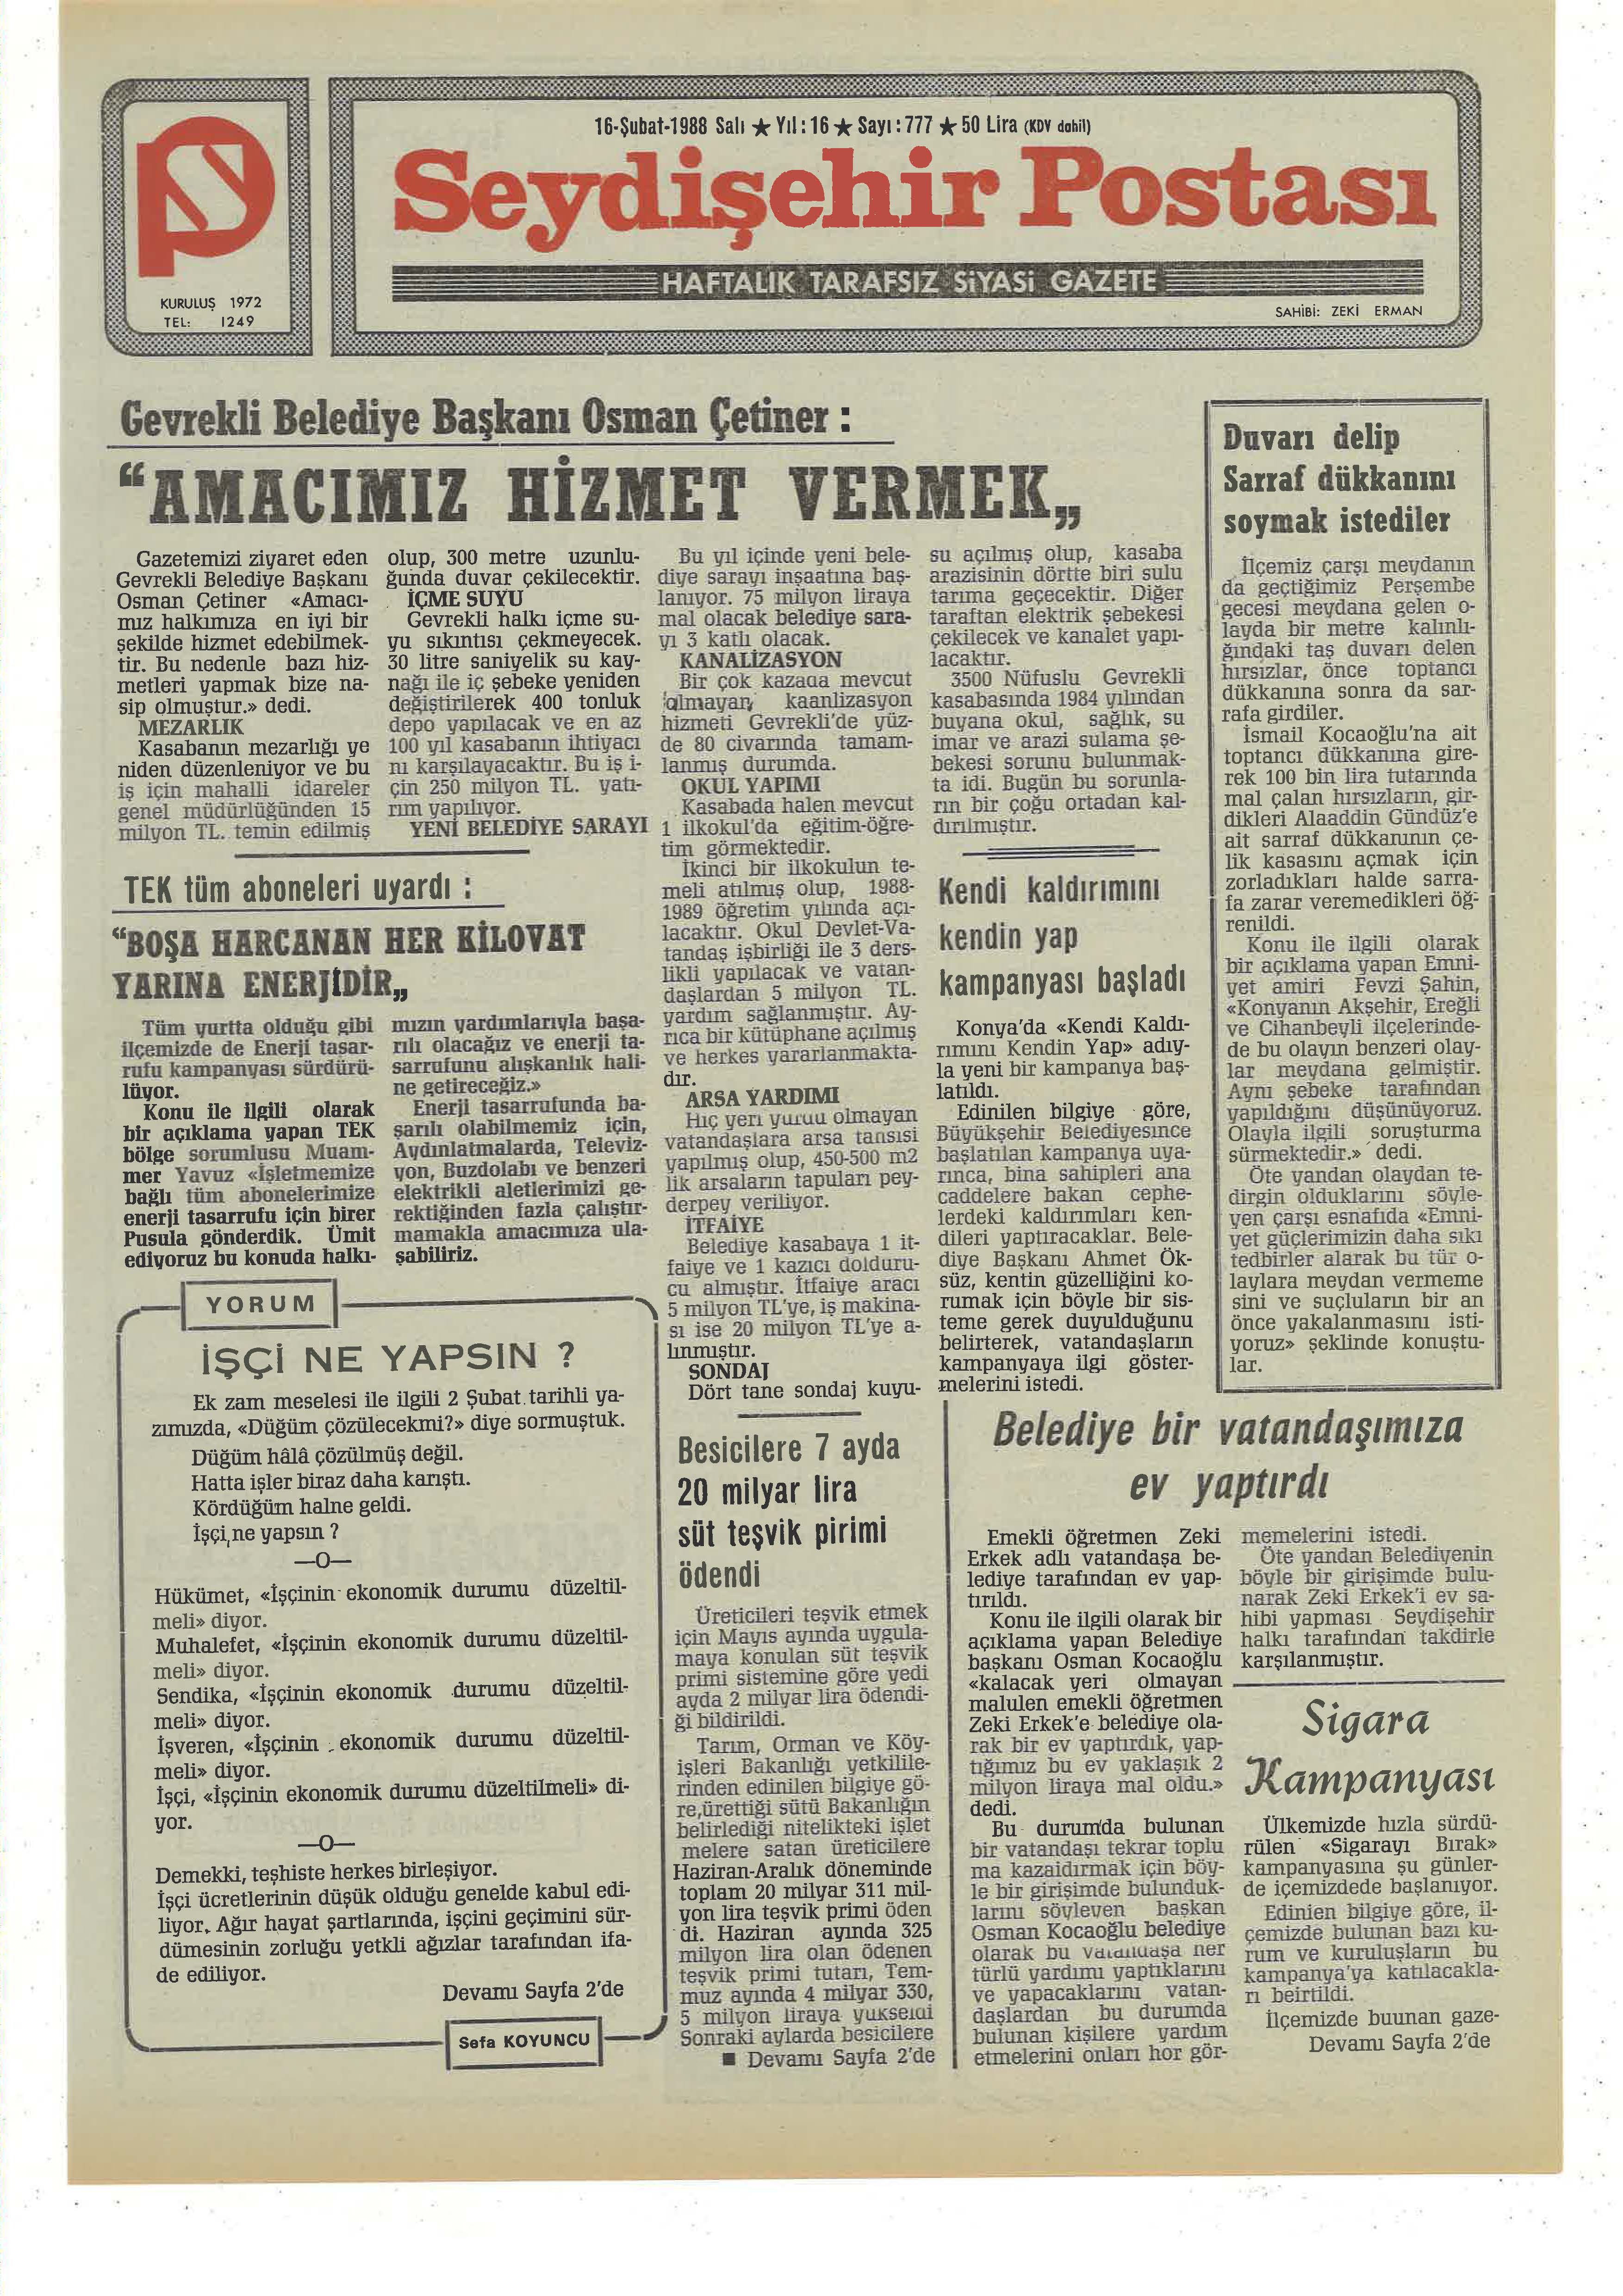 16-Şubat-1988 Salı ★ Yıl : 16 ★ Sayı : 777 ★ 50 Lira (KDV dahil)
Seydişehir Postası
HAFTALIK TARAFSIZ SİYASİ GAZETE
SAHİBİ: ZEKİ ERMAN
KURULUŞ 1972
TEL: 1249
Gevrekli Belediye Başkanı Osman Çetiner :
“AMACIMIZ HİZMET VERMEK„
Gazetemizi ziyaret eden
Gevrekli Belediye Başkanı
Osman Çetiner «Amacı-
mız halkımıza en iyi bir
şekilde hizmet edebilmek-
tir. Bu nedenle bazı hiz-
metleri yapmak bize na-
sip olmuştur.» dedi.
MEZARLIK
Kasabanın mezarlığı ye
niden düzenleniyor ve bu
iş için mahalli idareler
genel müdürlüğünden 15
milyon TL. temin edilmiş
olup, 300 metre uzunlu-
ğunda duvar çekilecektir.
İÇME SUYU
Gevrekli halkı içme su-
yu sıkıntısı çekmeyecek.
30 litre saniyelik su kay-
nağı ile iç şebeke yeniden
değiştirilerek 400 tonluk
depo yapılacak ve en az
100 yıl kasabanın ihtiyacı
nı karşılayacaktır. Bu iş i-
çin 250 milyon TL. yatı-
rım yapılıyor.
YENİ BELEDİYE SARAYI
Bu yıl içinde yeni bele-
diye sarayı inşaatına baş-
lanıyor. 75 milyon liraya
mal olacak belediye sara-
yı 3 katlı olacak.
KANALİZASYON
Bir çok kazada mevcut
olmayan kaanlizasyon
hizmeti Gevrekli'de yüz-
de 80 civarında tamam-
lanmış durumda.
OKUL YAPIMI
Kasabada halen mevcut
1 ilkokul'da eğitim-öğre-
tim görmektedir.
İkinci bir ilkokulun te-
meli atılmış olup, 1988-
1989 öğretim yılında açı-
lacaktır. Okul Devlet-Va-
tandaş işbirliği ile 3 ders-
likli yapılacak ve vatan-
daşlardan 5 milyon TL.
yardım sağlanmıştır. Ay-
rıca bir kütüphane açılmış
ve herkes yararlanmakta-
dır.
ARSA YARDIMI
Hiç yeri yurdu olmayan
vatandaşlara arsa tansisi
yapılmış olup, 450-500 m2
lik arsaların tapuları pey-
derpey veriliyor.
İTFAİYE
Belediye kasabaya 1 it-
faiye ve 1 kazıcı dolduru-
cu almıştır. İtfaiye aracı
5 milyon TL'ye, iş makina-
sı ise 20 milyon TL'ye a-
lınmıştır.
SONDAJ
Dört tane sondaj kuyu-
su açılmış olup, kasaba
arazisinin dörtte biri sulu
tarıma geçecektir. Diğer
taraftan elektrik şebekesi
çekilecek ve kanalet yapı-
lacaktır.
3500 Nüfuslu Gevrekli
kasabasında 1984 yılından
buyana okul, sağlık, su
imar ve arazi sulama şe-
bekesi sorunu bulunmak-
ta idi. Bugün bu sorunla-
rın bir çoğu ortadan kal-
dırılmıştır.
Duvarı delip
Sarraf dükkanını
soymak istediler
İlçemiz çarşı meydanın
da geçtiğimiz Perşembe
gecesi meydana gelen o-
layda bir metre kalınlı-
ğındaki taş duvarı delen
hırsızlar, önce toptancı
dükkanına sonra da sar-
rafa girdiler.
İsmail Kocaoğlu'na ait
toptancı dükkanına gire-
rek 100 bin lira tutarında
mal çalan hırsızların, gir-
dikleri Alaaddin Gündüz'e
ait sarraf dükkanının çe-
lik kasasını açmak için
zorladıkları halde sarra-
fa zarar veremedikleri öğ-
renildi.
Konu ile ilgili olarak
bir açıklama yapan Emni-
yet amiri Fevzi Şahin,
«Konyanın Akşehir, Ereğli
ve Cihanbeyli ilçelerinde-
de bu olayın benzeri olay-
lar meydana gelmiştir.
Aynı şebeke tarafından
yapıldığını düşünüyoruz.
Olayla ilgili soruşturma
sürmektedir.» dedi.
Öte yandan olaydan te-
dirgin olduklarını söyle-
yen çarşı esnafıda «Emni-
yet güçlerimizin daha sıkı
tedbirler alarak bu tür o-
laylara meydan vermeme
sini ve suçluların bir an
önce yakalanmasını isti-
yoruz» şeklinde konuştu-
lar.
TEK tüm aboneleri uyardı :
“BOŞA HARCANAN HER KİLOVAT
YARINA ENERJİDİR„
Tüm yurtta olduğu gibi
ilçemizde de Enerji tasar-
rufu kampanyası sürdürü-
lüyor.
Konu ile ilgili olarak
bir açıklama yapan TEK
bölge sorumlusu Muam-
mer Yavuz «işletmemize
bağlı tüm abonelerimize
enerji tasarrufu için birer
Pusula gönderdik. Ümit
ediyoruz bu konuda halkı-
mızın yardımlarıyla başa-
rılı olacağız ve enerji ta-
sarrufunu alışkanlık hali-
ne getireceğiz.»
Enerji tasarrufunda ba-
şarılı olabilmemiz için,
Aydınlatmalarda, Televiz-
yon, Buzdolabı ve benzeri
elektrikli aletlerimizi ge-
rektiğinden fazla çalıştır-
mamakla amacımıza ula-
şabiliriz.
Kendi kaldırımını
kendin yap
kampanyası başladı
Konya'da «Kendi Kaldı-
rımını Kendin Yap» adıy-
la yeni bir kampanya baş-
latıldı.
Edinilen bilgiye göre,
Büyükşehir Belediyesince
başlatılan kampanya uya-
rınca, bina sahipleri ana
caddelere bakan cephe-
lerdeki kaldırımları ken-
dileri yaptıracaklar. Bele-
diye Başkanı Ahmet Ök-
süz, kentin güzelliğini ko-
rumak için böyle bir sis-
teme gerek duyulduğunu
belirterek, vatandaşların
kampanyaya ilgi göster-
melerini istedi.
YORUM
İŞÇİ NE YAPSIN ?
Ek zam meselesi ile ilgili 2 Şubat tarihli ya-
zımızda, «Düğüm çözülecekmi?» diye sormuştuk.
Düğüm hâlâ çözülmüş değil.
Hatta işler biraz daha karıştı.
Kördüğüm halne geldi.
İşçi ne yapsın ?
—O—
Hükümet, «İşçinin ekonomik durumu düzeltil-
meli» diyor.
Muhalefet, «İşçinin ekonomik durumu düzeltil-
meli» diyor.
Sendika, «İşçinin ekonomik durumu düzeltil-
meli» diyor.
İşveren, «İşçinin ekonomik durumu düzeltil-
meli» diyor.
İşçi, «İşçinin ekonomik durumu düzeltilmeli» di-
yor.
—O—
Demekki, teşhiste herkes birleşiyor.
İşçi ücretlerinin düşük olduğu genelde kabul edi-
liyor. Ağır hayat şartlarında, işçini geçimini sür-
dümesinin zorluğu yetkli ağızlar tarafından ifa-
de ediliyor.
Devamı Sayfa 2'de
Sefa KOYUNCU
Besicilere 7 ayda
20 milyar lira
süt teşvik pirimi
ödendi
Üreticileri teşvik etmek
için Mayıs ayında uygula-
maya konulan süt teşvik
primi sistemine göre yedi
ayda 2 milyar lira ödendi-
ği bildirildi.
Tarım, Orman ve Köy-
işleri Bakanlığı yetkilile-
rinden edinilen bilgiye gö-
re,ürettiği sütü Bakanlığın
belirlediği nitelikteki işlet
melere satan üreticilere
Haziran-Aralık döneminde
toplam 20 milyar 311 mil-
yon lira teşvik primi öden
di. Haziran ayında 325
milyon lira olan ödenen
teşvik primi tutarı, Tem-
muz ayında 4 milyar 330,
5 milyon liraya yükseldi
Sonraki aylarda besicilere
■ Devamı Sayfa 2'de
Belediye bir vatandaşımıza
ev yaptırdı
Emekli öğretmen Zeki
Erkek adlı vatandaşa be-
lediye tarafından ev yap-
tırıldı.
Konu ile ilgili olarak bir
açıklama yapan Belediye
başkanı Osman Kocaoğlu
«kalacak yeri olmayan
malulen emekli öğretmen
Zeki Erkek'e belediye ola-
rak bir ev yaptırdık, yap-
tığımız bu ev yaklaşık 2
milyon liraya mal oldu.»
dedi.
Bu durumda bulunan
bir vatandaşı tekrar toplu
ma kazaıdırmak için böy-
le bir girişimde bulunduk-
larını söyleven başkan
Osman Kocaoğlu belediye
olarak bu vatandaşa her
türlü yardımı yaptıklarını
ve yapacaklarını vatan-
daşlardan bu durumda
bulunan kişilere yardım
etmelerini onları hor gör-
memelerini istedi.
Öte yandan Belediyenin
böyle bir girişimde bulu-
narak Zeki Erkek'i ev sa-
hibi yapması Seydişehir
halkı tarafından takdirle
karşılanmıştır.
Sigara
Kampanyası
Ülkemizde hızla sürdü-
rülen «Sigarayı Bırak»
kampanyasına şu günler-
de içemizdede başlanıyor.
Edinien bilgiye göre, il-
çemizde bulunan bazı ku-
rum ve kuruluşların bu
kampanya'ya katılacakla-
rı beirtildi.
İlçemizde buunan gaze-
Devamı Sayfa 2'de